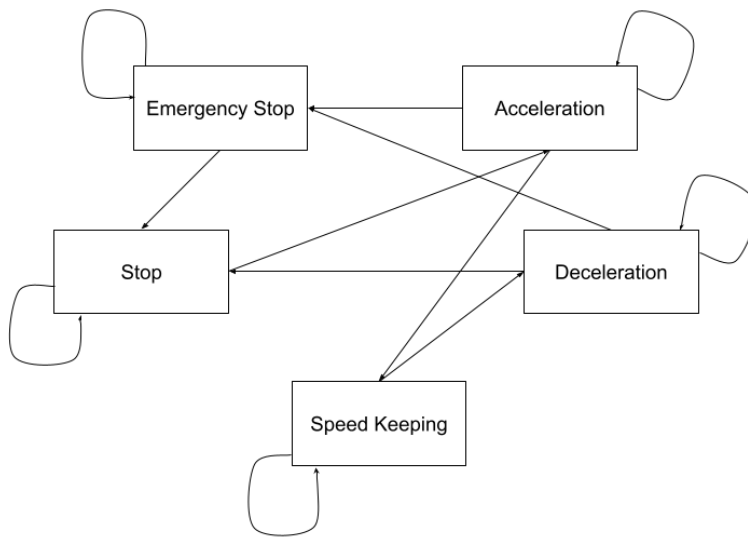 Emergency Stop
Acceleration
Stop
Deceleration
Speed Keeping